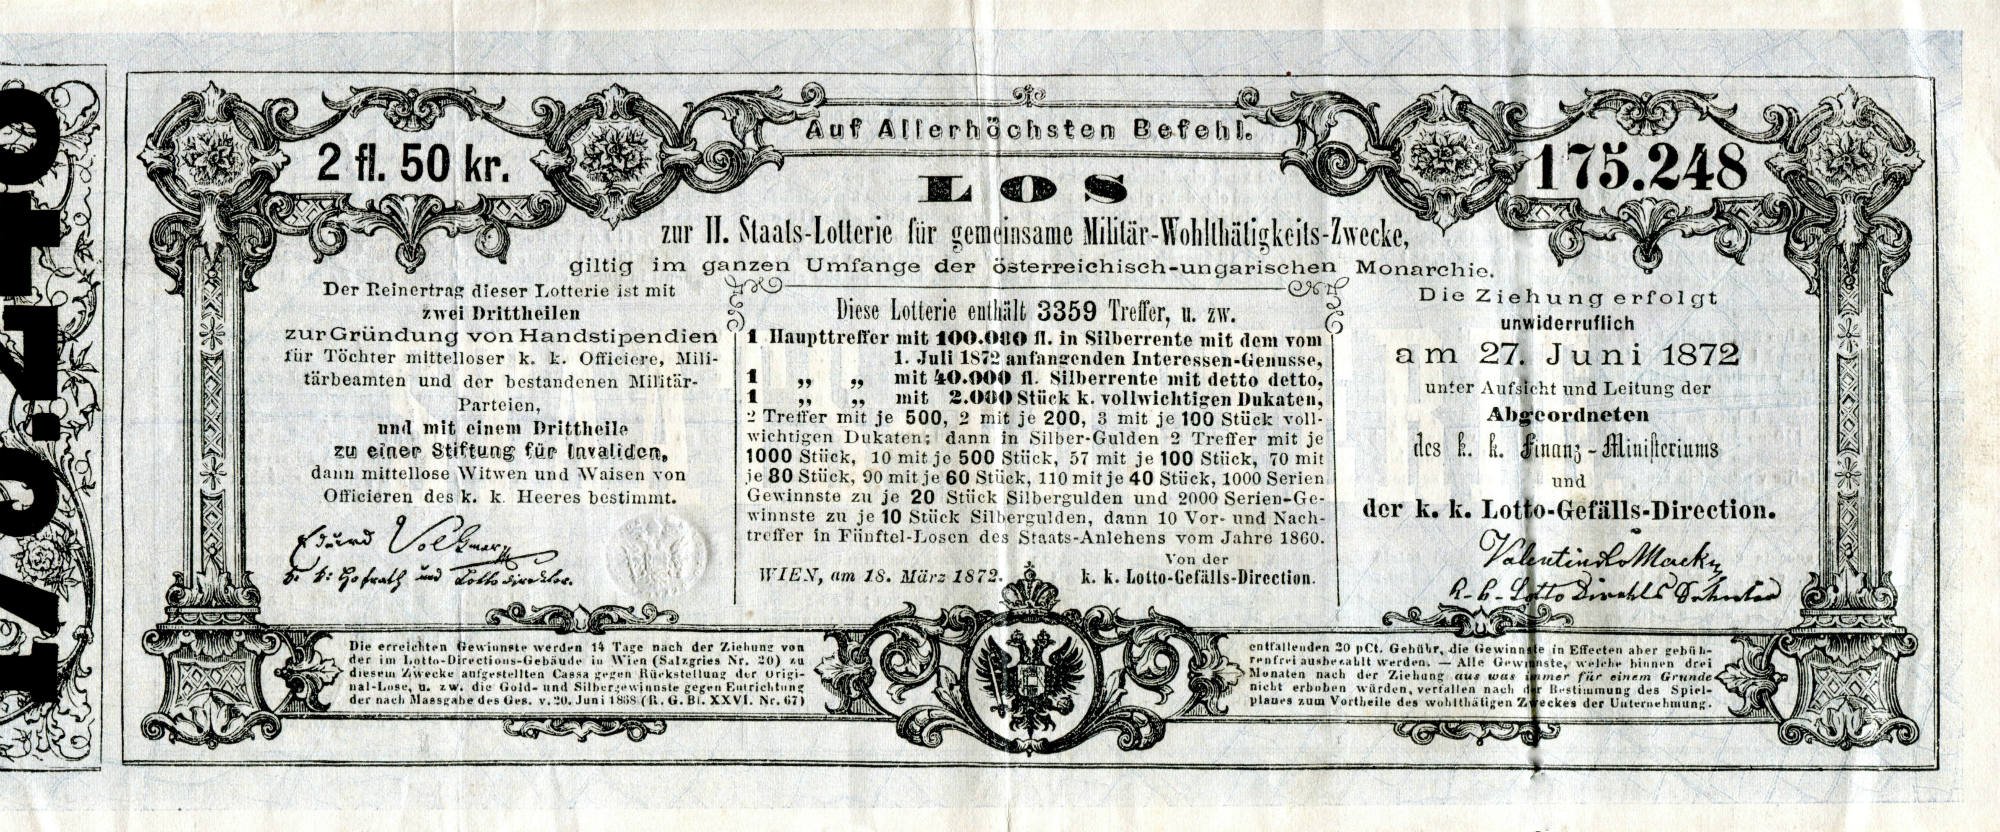 175.248
2 fl. 50 kr.
Auf Allerhöchsten Befehl.
175.248
LOS
zur II. Staats-Lotterie für gemeinsame Militär-Wohlthätigkeits-Zwecke,
giltig im ganzen Umfange der österreichisch-ungarischen Monarchie.
Der Reinertrag dieser Lotterie ist mit
zwei Drittheilen
zur Gründung von Handstipendien
für Töchter mittelloser k. k. Officiere, Mili-
tärbeamten und der bestandenen Militär-
Parteien,
und mit einem Drittheile
zu einer Stiftung für Invaliden,
dann mittellose Witwen und Waisen von
Officieren des k. k. Heeres bestimmt.
Eduard Volkmar
k. k. Hofrath und Lottodirektor.
Diese Lotterie enthält 3359 Treffer, u. zw.
1 Haupttreffer mit 100.000 fl. in Silberrente mit dem vom
1. Juli 1872 anfangenden Interessen-Genusse,
1 „ „ mit 40.000 fl. Silberrente mit detto detto,
1 „ „ mit 2.000 Stück k. vollwichtigen Dukaten,
2 Treffer mit je 500, 2 mit je 200, 3 mit je 100 Stück voll-
wichtigen Dukaten; dann in Silber-Gulden 2 Treffer mit je
1000 Stück, 10 mit je 500 Stück, 57 mit je 100 Stück, 70 mit
je 80 Stück, 90 mit je 60 Stück, 110 mit je 40 Stück, 1000 Serien
Gewinnste zu je 20 Stück Silbergulden und 2000 Serien-Ge-
winnste zu je 10 Stück Silbergulden, dann 10 Vor- und Nach-
treffer in Fünftel-Losen des Staats-Anlehens vom Jahre 1860.
WIEN, am 18. März 1872.
Von der
k. k. Lotto-Gefälls-Direction.
Die Ziehung erfolgt
unwiderruflich
am 27. Juni 1872
unter Aufsicht und Leitung der
Abgeordneten
des k. k. Finanz-Ministeriums
und
der k. k. Lotto-Gefälls-Direction.
Valentin
k. k. Lotto
Die erreichten Gewinnste werden 14 Tage nach der Ziehung von
der im Lotto-Directions-Gebäude in Wien (Salzgries Nr. 20) zu
diesem Zwecke aufgestellten Cassa gegen Rückstellung der Origi-
nal-Lose, u. zw. die Gold- und Silbergewinnste gegen Entrichtung
der nach Massgabe des Ges. v. 20. Juni 1868 (R. G. Bl. XXVI. Nr. 67)
entfallenden 20 pCt. Gebühr, die Gewinnste in Effecten aber gebüh-
renfrei ausbezahlt werden. — Alle Gewinnste, welche binnen drei
Monaten nach der Ziehung aus was immer für einem Grunde
nicht erhoben würden, verfallen nach der Bestimmung des Spiel-
planes zum Vortheile des wohlthätigen Zweckes der Unternehmung.